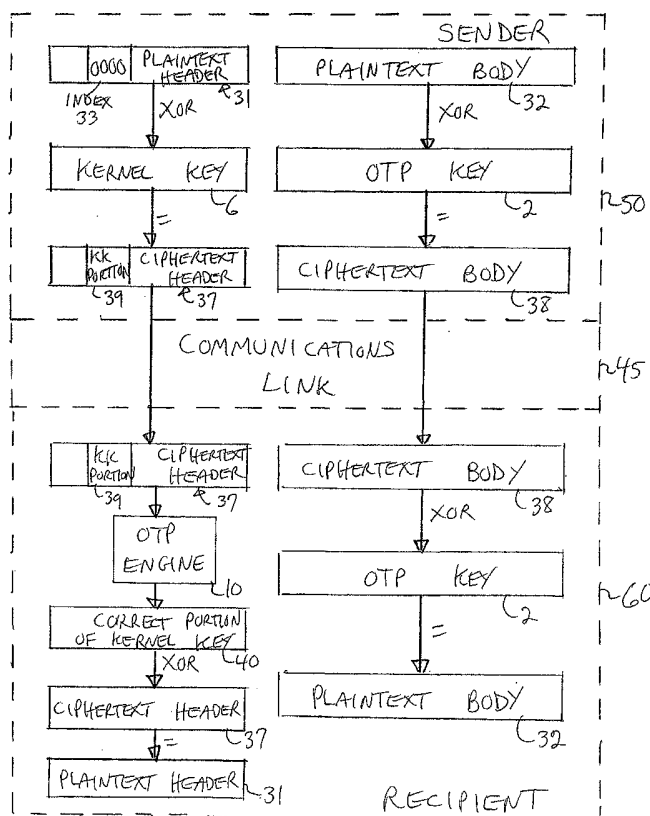 SENDER
0000 PLAINTEXT HEADER
INDEX 33
31
XOR
KERNEL KEY
6
=
KK PORTION CIPHERTEXT HEADER
39
37
PLAINTEXT BODY
32
XOR
OTP KEY
2
=
CIPHERTEXT BODY
38
50
COMMUNICATIONS
LINK
45
KK PORTION CIPHERTEXT HEADER
39
37
OTP
ENGINE
10
CORRECT PORTION
OF KERNEL KEY
40
XOR
CIPHERTEXT HEADER
37
=
PLAINTEXT HEADER
31
CIPHERTEXT BODY
38
XOR
OTP KEY
2
=
PLAINTEXT BODY
32
60
RECIPIENT